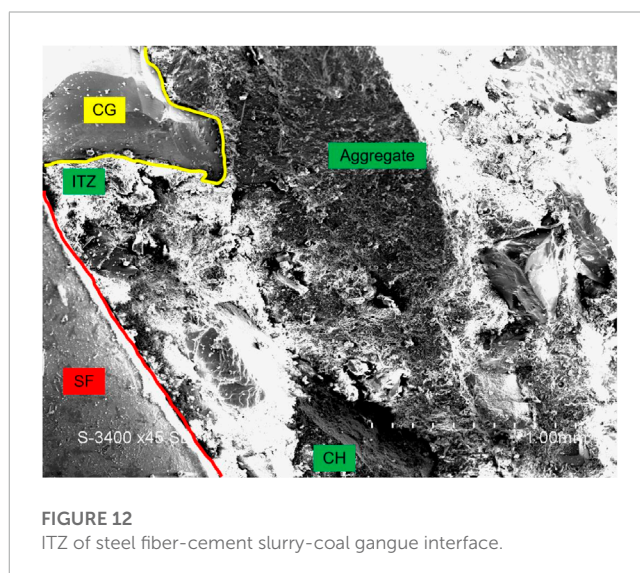 CG
Aggregate
ITZ
SF
S-3400 x45 SE
1.00mm
CH
FIGURE 12
ITZ of steel fiber-cement slurry-coal gangue interface.